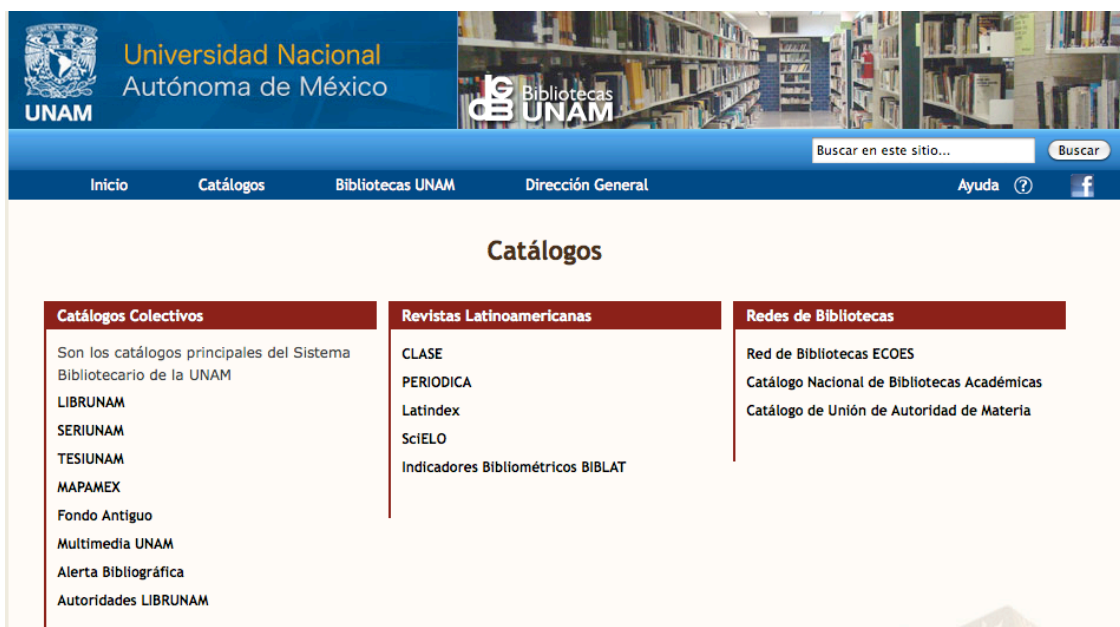 Universidad Nacional
Autónoma de México
UNAM
dgb Bibliotecas
UNAM
Buscar en este sitio...
Buscar
Inicio
Catálogos
Bibliotecas UNAM
Dirección General
Ayuda ?
f
Catálogos
Catálogos Colectivos
Son los catálogos principales del Sistema
Bibliotecario de la UNAM
LIBRUNAM
SERIUNAM
TESIUNAM
MAPAMEX
Fondo Antiguo
Multimedia UNAM
Alerta Bibliográfica
Autoridades LIBRUNAM
Revistas Latinoamericanas
CLASE
PERIODICA
Latindex
SciELO
Indicadores Bibliométricos BIBLAT
Redes de Bibliotecas
Red de Bibliotecas ECOES
Catálogo Nacional de Bibliotecas Académicas
Catálogo de Unión de Autoridad de Materia